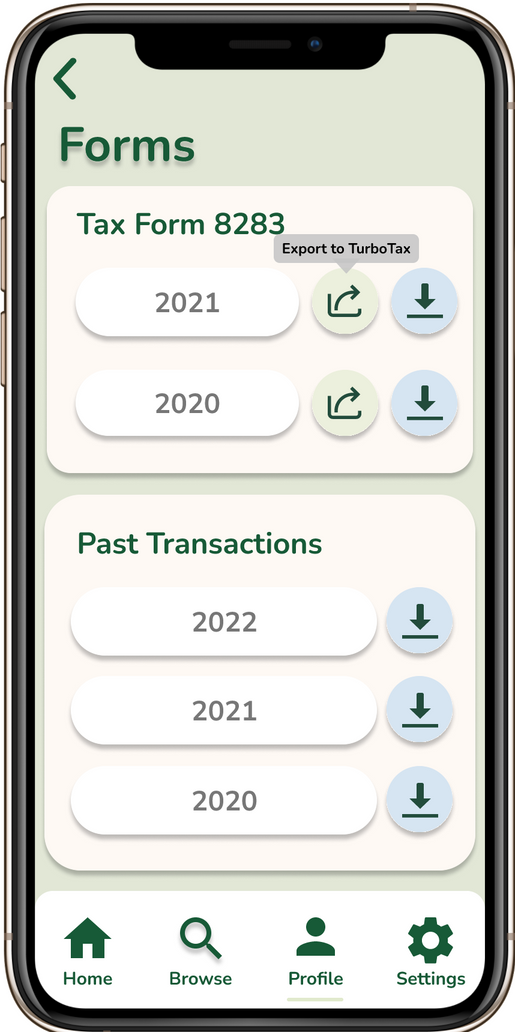 Forms
Tax Form 8283
Export to TurboTax
2021
2020
Past Transactions
2022
2021
2020
Home Browse Profile Settings